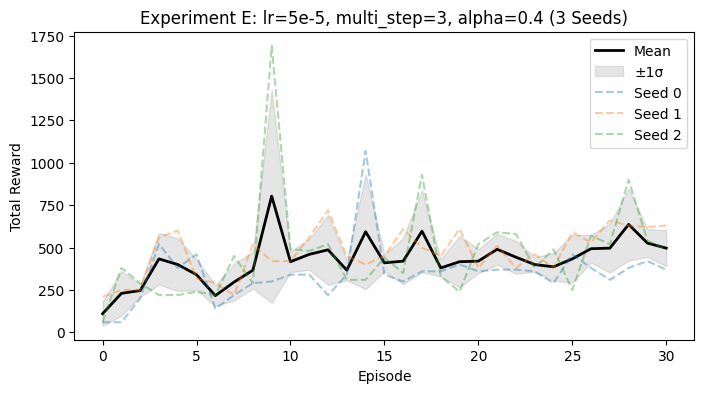 Experiment E: lr=5e-5, multi_step=3, alpha=0.4 (3 Seeds)
Total Reward
1750
1500
1250
1000
750
500
250
0
Mean
±1σ
Seed 0
Seed 1
Seed 2
0
5
10
15
20
25
30
Episode